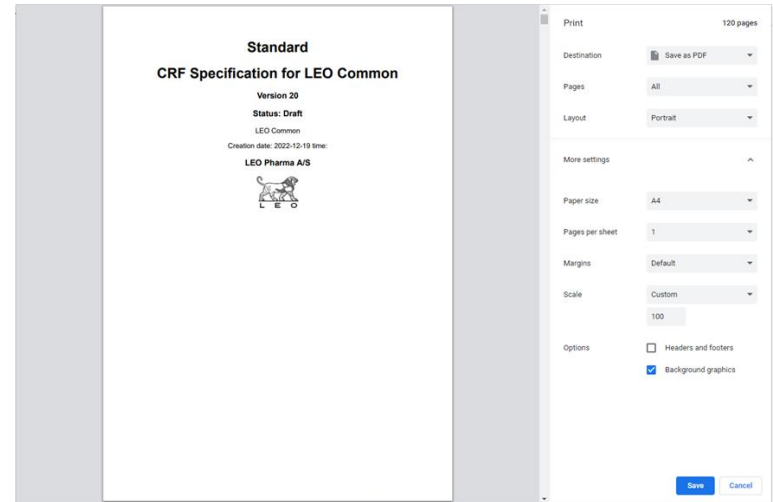 Standard
CRF Specification for LEO Common
Version 20
Status: Draft
LEO Common
Creation date: 2022-12-19 time:
LEO Pharma A/S
LEO
Print 120 pages
Destination Save as PDF
Pages All
Layout Portrait
More settings
Paper size A4
Pages per sheet 1
Margins Default
Scale Custom
100
Options Headers and footers
Background graphics
Save Cancel